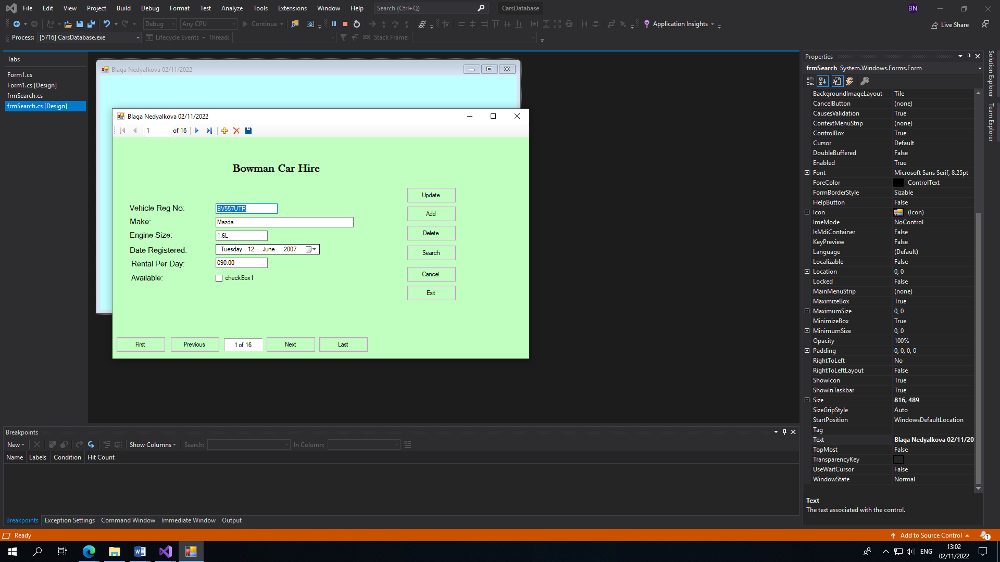 File Edit View Project Build Debug Format Test Analyze Tools Extensions Window Help Search (Ctrl+Q) CarsDatabase BN
Debug Any CPU Continue Application Insights Live Share
Process: [5716] CarsDatabase.exe Lifecycle Events Thread: Stack Frame:
Tabs
Form1.cs
Form1.cs [Design]
frmSearch.cs
frmSearch.cs [Design]
Blaga Nedyalkova 02/11/2022
Blaga Nedyalkova 02/11/2022
1 of 16
Bowman Car Hire
Vehicle Reg No: BV557UTR
Make: Mazda
Engine Size: 1.6L
Date Registered: Tuesday 12 June 2007
Rental Per Day: €90.00
Available: checkBox1
Update
Add
Delete
Search
Cancel
Exit
First Previous 1 of 16 Next Last
Properties
frmSearch System.Windows.Forms.Form
BackgroundImageLayout Tile
CancelButton (none)
CausesValidation True
ContextMenuStrip (none)
ControlBox True
Cursor Default
DoubleBuffered False
Enabled True
Font Microsoft Sans Serif, 8.25pt
ForeColor ControlText
FormBorderStyle Sizable
HelpButton False
Icon (Icon)
ImeMode NoControl
IsMdiContainer False
KeyPreview False
Language (Default)
Localizable False
Location 0, 0
Locked False
MainMenuStrip (none)
MaximizeBox True
MaximumSize 0, 0
MinimizeBox True
MinimumSize 0, 0
Opacity 100%
Padding 0, 0, 0, 0
RightToLeft No
RightToLeftLayout False
ShowIcon True
ShowInTaskbar True
Size 816, 489
SizeGripStyle Auto
StartPosition WindowsDefaultLocation
Tag
Text Blaga Nedyalkova 02/11/20
TopMost False
TransparencyKey
UseWaitCursor False
WindowState Normal
Text
The text associated with the control.
Solution Explorer
Team Explorer
Breakpoints
New Show Columns Search: In Column:
Name Labels Condition Hit Count
Breakpoints Exception Settings Command Window Immediate Window Output
Ready Add to Source Control 1
ENG 13:02
02/11/2022